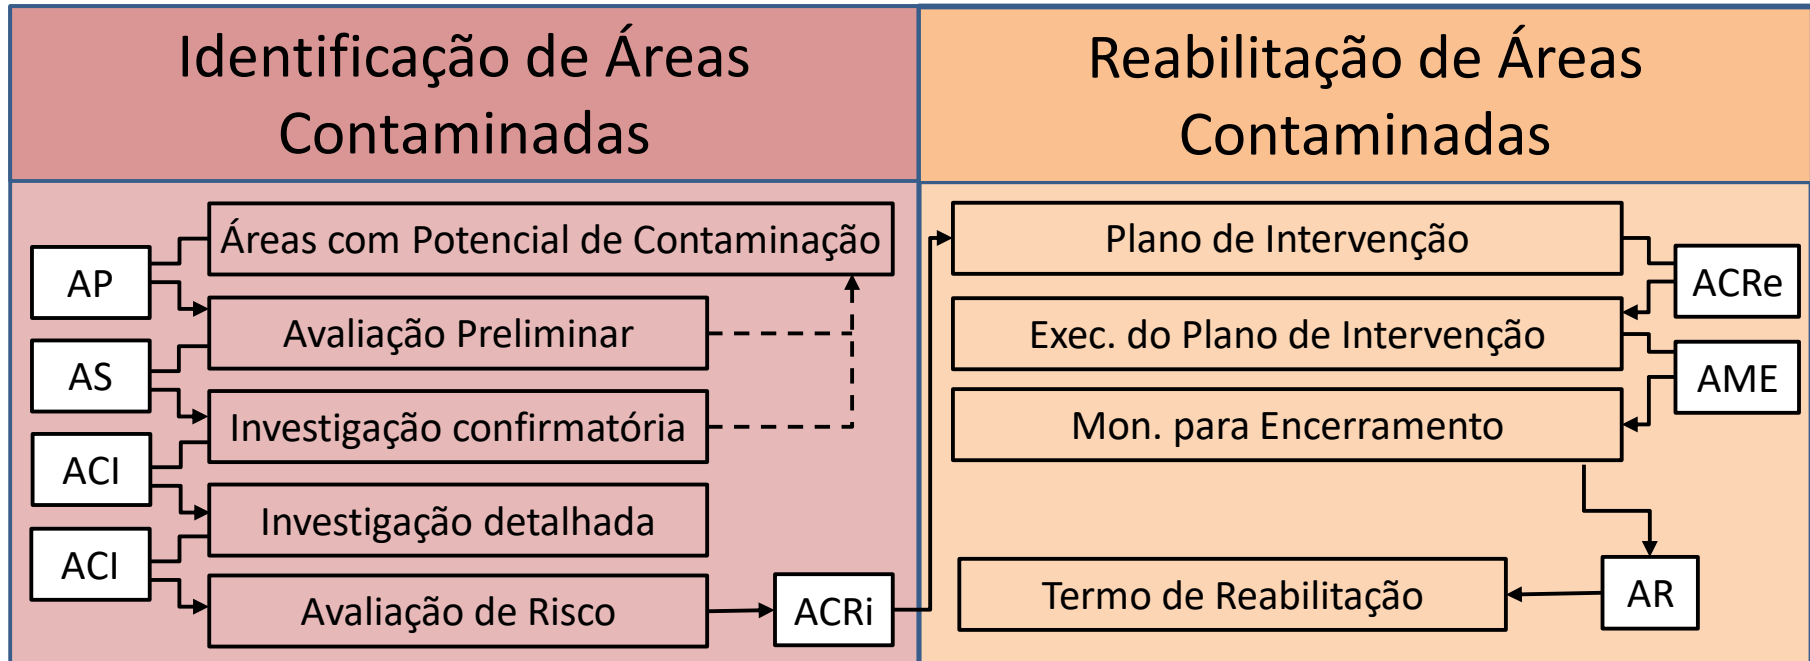 Identificação de Áreas
Contaminadas
Áreas com Potencial de Contaminação
AP
Avaliação Preliminar
AS
Investigação confirmatória
ACI
Investigação detalhada
ACI
Avaliação de Risco
ACRi
Reabilitação de Áreas
Contaminadas
Plano de Intervenção
ACRe
Exec. do Plano de Intervenção
AME
Mon. para Encerramento
AR
Termo de Reabilitação